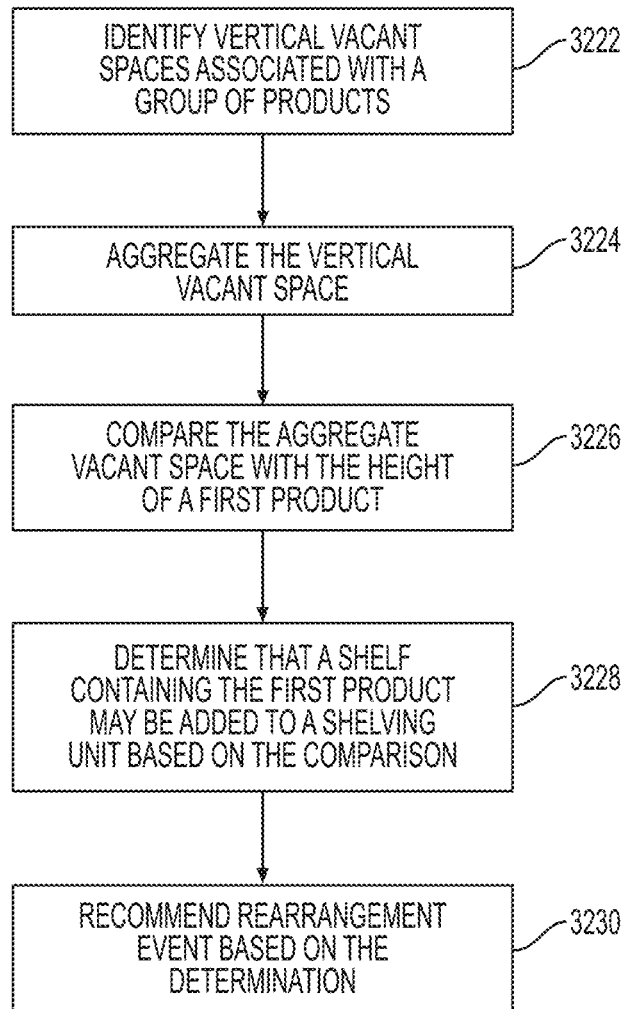 IDENTIFY VERTICAL VACANT
SPACES ASSOCIATED WITH A
GROUP OF PRODUCTS
3222
AGGREGATE THE VERTICAL
VACANT SPACE
3224
COMPARE THE AGGREGATE
VACANT SPACE WITH THE HEIGHT
OF A FIRST PRODUCT
3226
DETERMINE THAT A SHELF
CONTAINING THE FIRST PRODUCT
MAY BE ADDED TO A SHELVING
UNIT BASED ON THE COMPARISON
3228
RECOMMEND REARRANGEMENT
EVENT BASED ON THE
DETERMINATION
3230